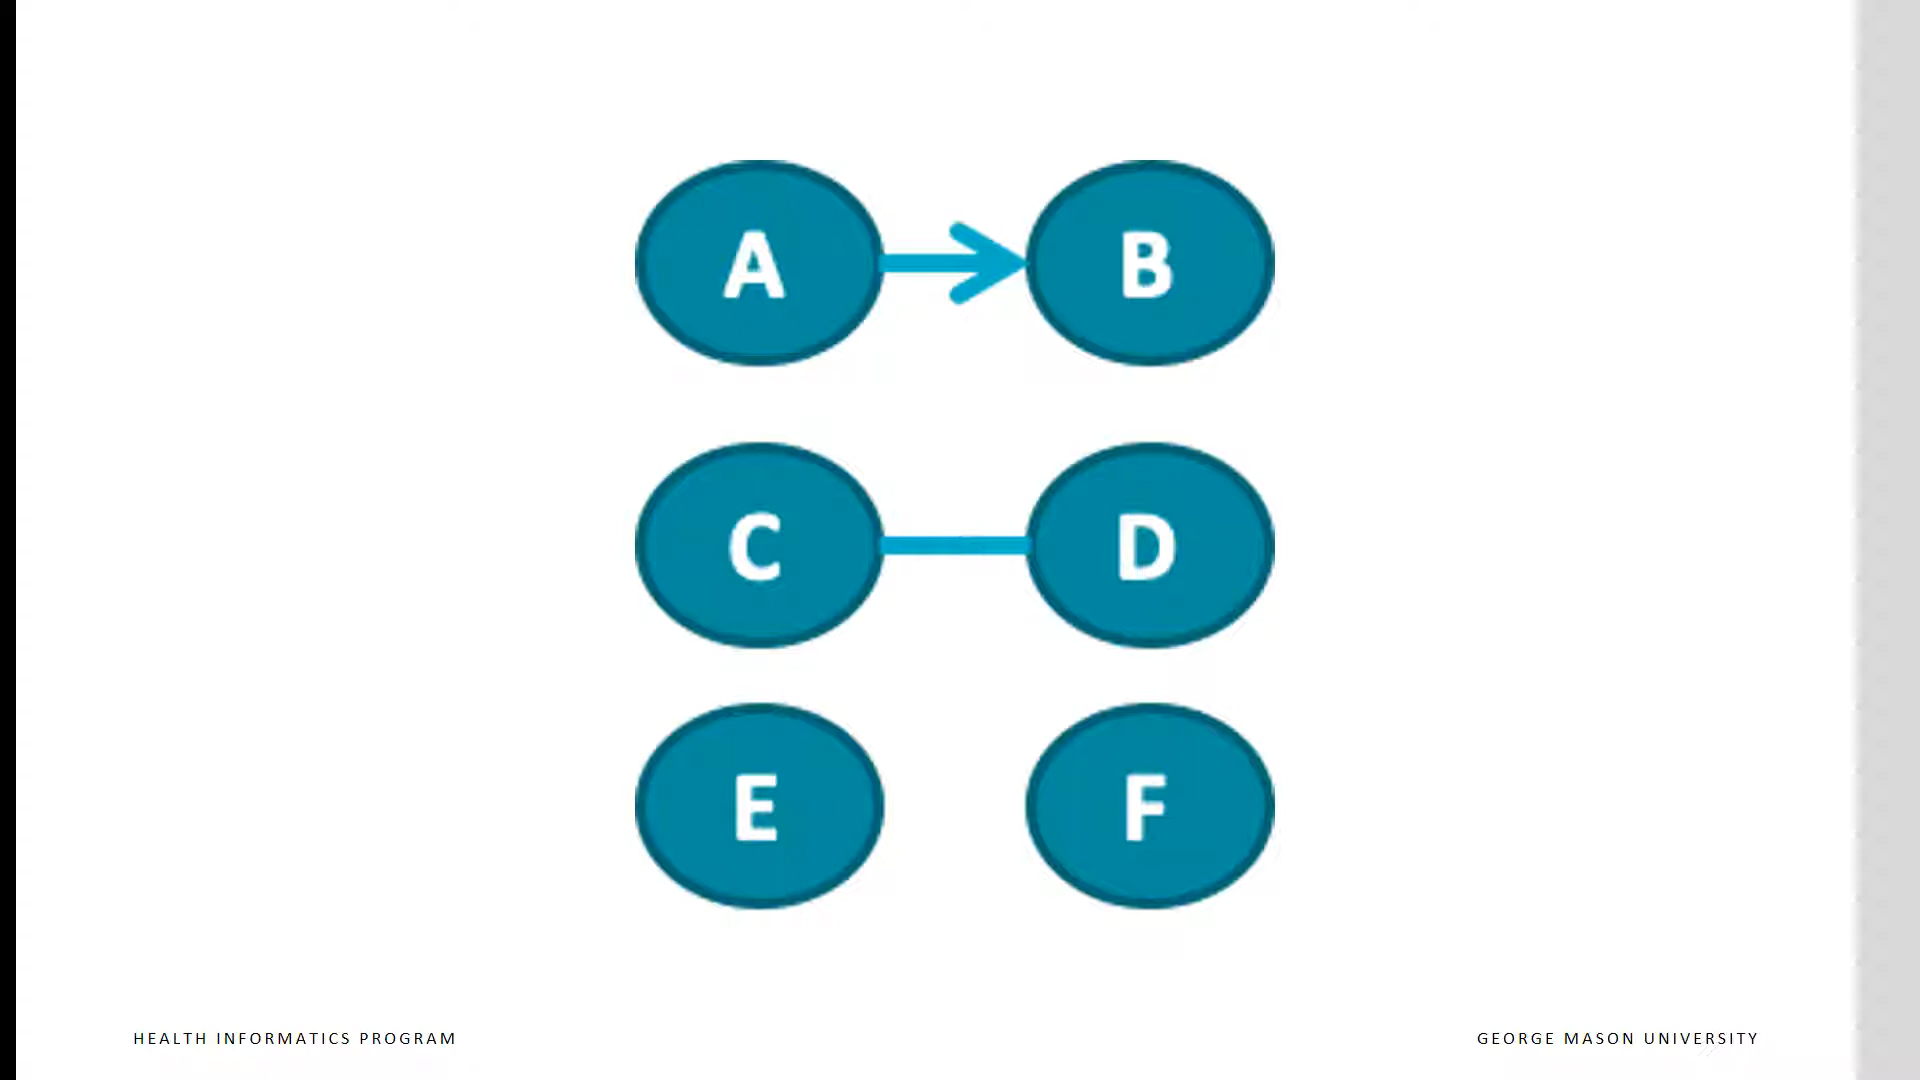 A
B
C
D
E
F
HEALTH INFORMATICS PROGRAM
GEORGE MASON UNIVERSITY